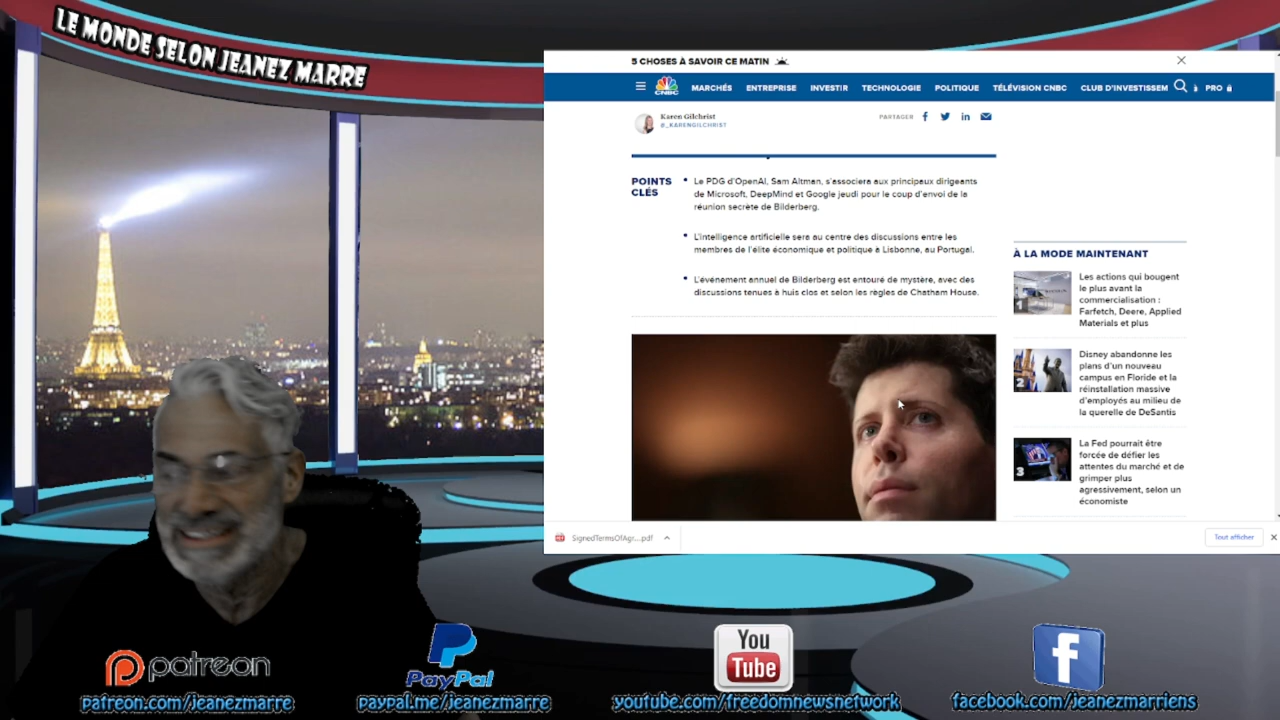 LE MONDE SELON JEANEZ MARRE
5 CHOSES À SAVOIR CE MATIN
CNBC
MARCHÉS ENTREPRISE INVESTIR TECHNOLOGIE POLITIQUE TÉLÉVISION CNBC CLUB D'INVESTISSEM PRO
Karen Gilchrist
@_KARENGILCHRIST
PARTAGER
POINTS
CLÉS
Le PDG d'OpenAI, Sam Altman, s'associera aux principaux dirigeants
de Microsoft, DeepMind et Google jeudi pour le coup d'envoi de la
réunion secrète de Bilderberg.
L'intelligence artificielle sera au centre des discussions entre les
membres de l'élite économique et politique à Lisbonne, au Portugal.
L'événement annuel de Bilderberg est entouré de mystère, avec des
discussions tenues à huis clos et selon les règles de Chatham House.
À LA MODE MAINTENANT
1
Les actions qui bougent
le plus avant la
commercialisation :
Farfetch, Deere, Applied
Materials et plus
2
Disney abandonne les
plans d'un nouveau
campus en Floride et la
réinstallation massive
d'employés au milieu de
la querelle de DeSantis
3
La Fed pourrait être
forcée de défier les
attentes du marché et de
grimper plus
agressivement, selon un
économiste
SignedTermsOfAgr....pdf
Tout afficher
patreon
patreon.com/jeanezmarre
PayPal
paypal.me/jeanezmarre
You
Tube
youtube.com/freedomnewsnetwork
f
facebook.com/jeanezmarriens